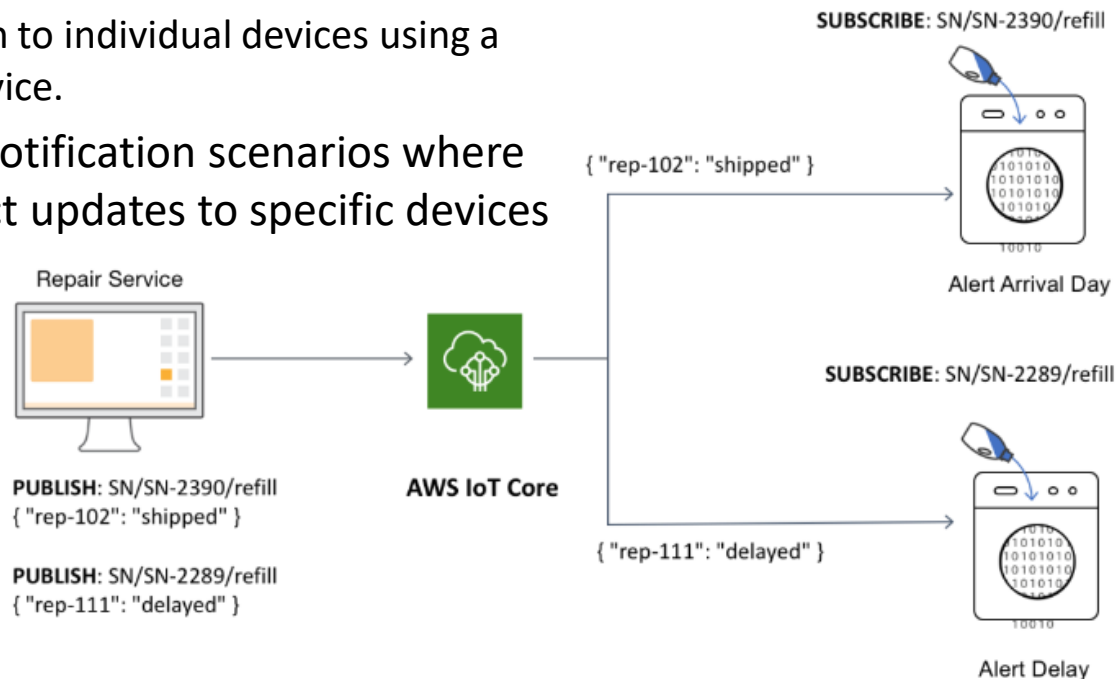 n to individual devices using a
vice.
otification scenarios where
ct updates to specific devices
SUBSCRIBE: SN/SN-2390/refill
{ "rep-102": "shipped" }
Alert Arrival Day
Repair Service
PUBLISH: SN/SN-2390/refill
{ "rep-102": "shipped" }
PUBLISH: SN/SN-2289/refill
{ "rep-111": "delayed" }
AWS IoT Core
SUBSCRIBE: SN/SN-2289/refill
{ "rep-111": "delayed" }
Alert Delay